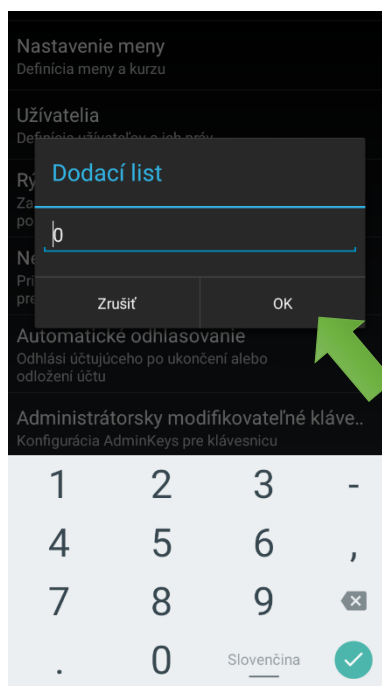 Nastavenie meny
Definícia meny a kurzu
Užívatelia
Definícia užívateľov a ich práv
Dodací list
0
Zrušiť
OK
Automatické odhlasovanie
Odhlási účtujúceho po ukončení alebo
odložení účtu
Administrátorsky modifikovateľné kláve..
Konfigurácia AdminKeys pre klávesnicu
1 2 3 -
4 5 6 ,
7 8 9
. 0 Slovenčina